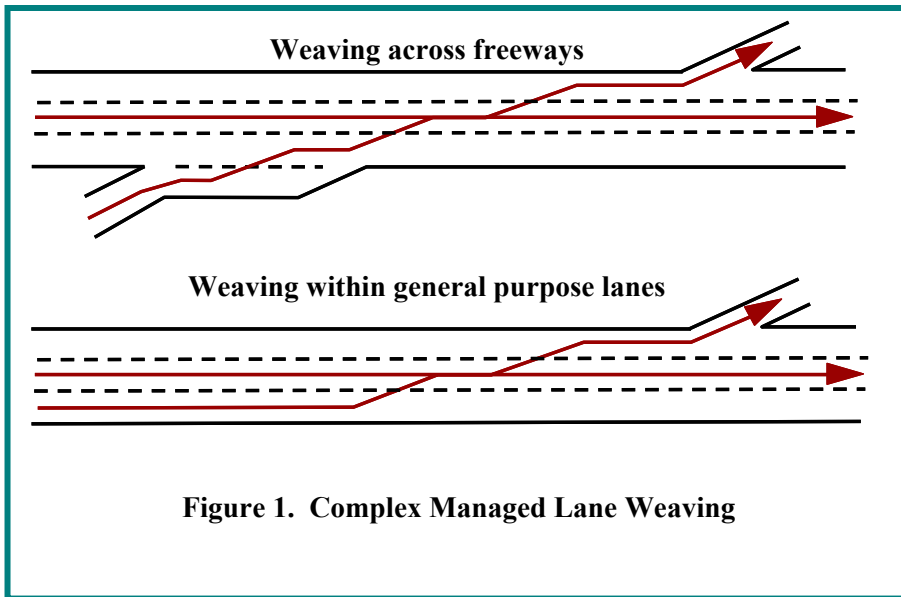 Weaving across freeways
Weaving within general purpose lanes
Figure 1. Complex Managed Lane Weaving